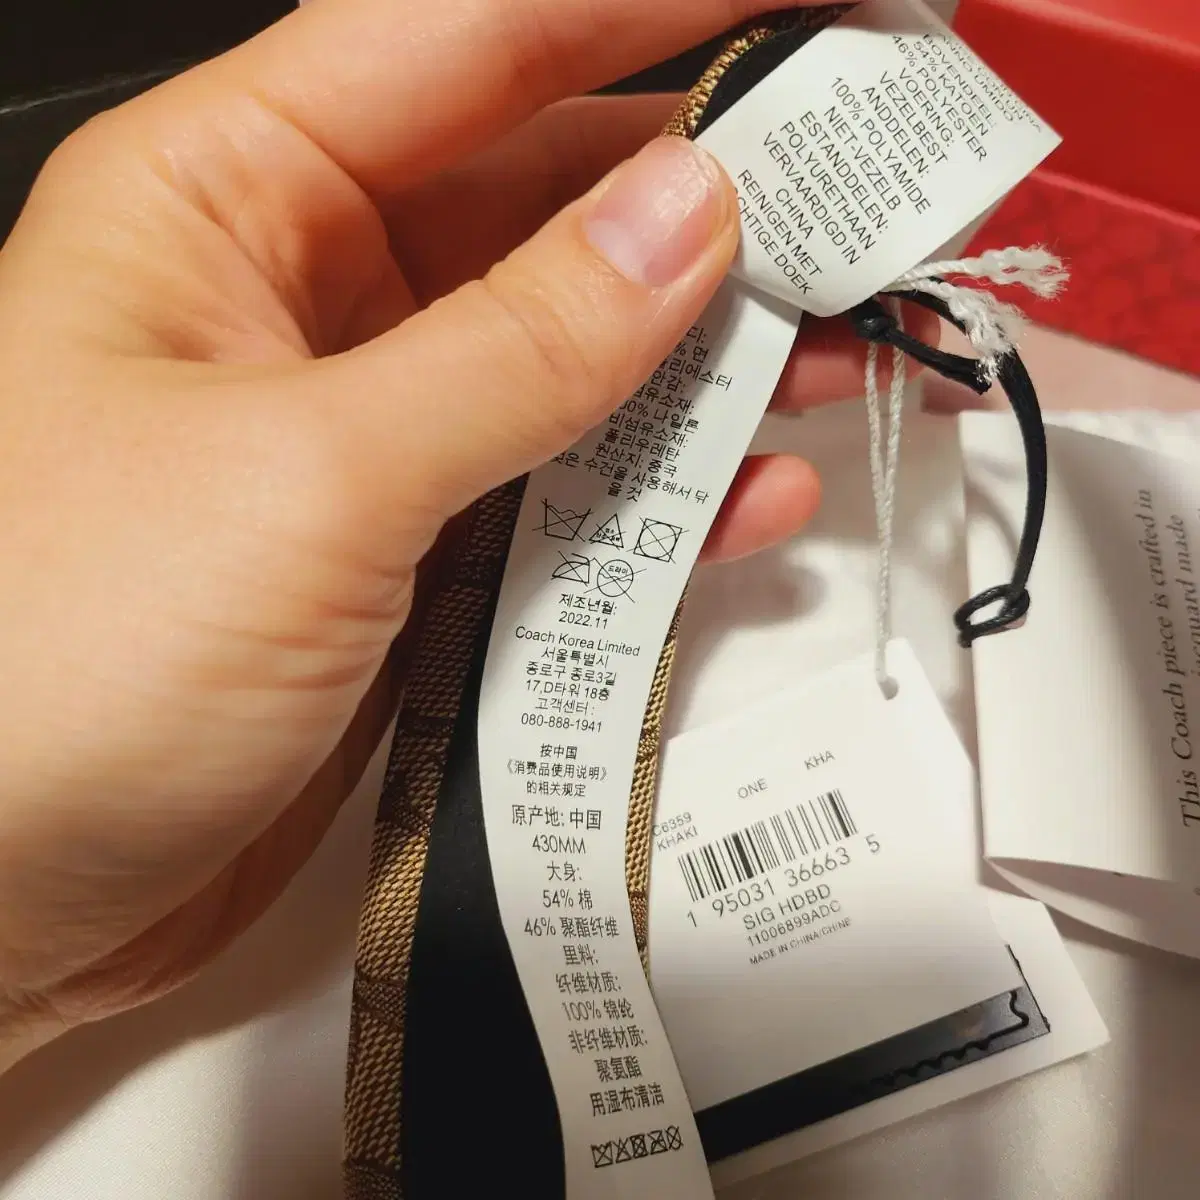 ANNO UMIDO
BOVENDEEL:
54% KATOEN
46% POLYESTER
VOERING:
VEZELBEST
ANDDELEN:
100% POLYAMIDE
NIET-VEZELB
ESTANDDELEN:
POLYURETHAAN
VERVAARDIGD IN
CHINA
REINIGEN MET
DOEK
% 면
안감:
나일론
비섬유소재:
폴리우레탄
원산지: 중국
수건을 사용해서 닦
을 것
드라이
제조년월:
2022.11
Coach Korea Limited
서울특별시
종로구 종로3길
17,D타워 18층
고객센터:
080-888-1941
按中国
《消费品使用说明》
的相关规定
原产地: 中国
430MM
大身:
54% 棉
46% 聚酯纤维
里料:
纤维材质:
100% 锦纶
非纤维材质:
聚氨酯
用湿布清洁
ONE KHA
C6359
KHAKI
1 95031 36663 5
SIG HDBD
11006899ADC
MADE IN CHINA/CHINE
This Coach piece is crafted in
made